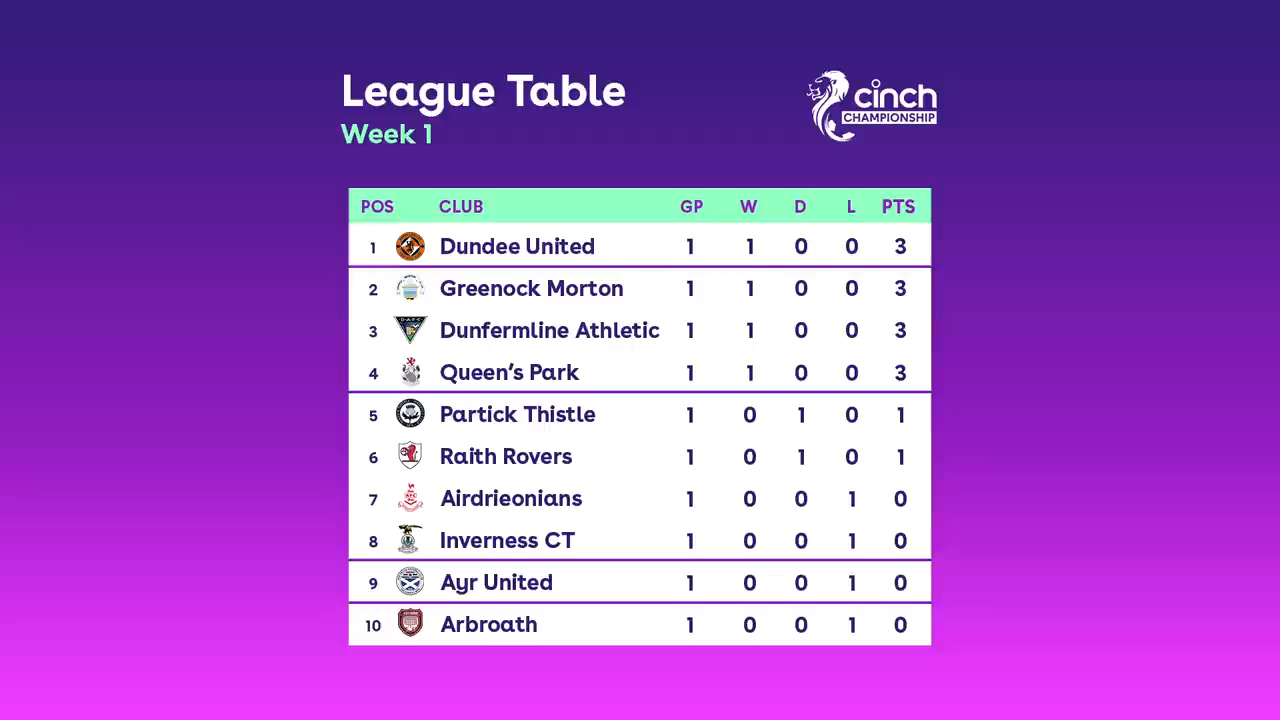 League Table
Week 1
cinch
CHAMPIONSHIP
POS CLUB GP W D L PTS
1 Dundee United 1 1 0 0 3
2 Greenock Morton 1 1 0 0 3
3 Dunfermline Athletic 1 1 0 0 3
4 Queen’s Park 1 1 0 0 3
5 Partick Thistle 1 0 1 0 1
6 Raith Rovers 1 0 1 0 1
7 Airdrieonians 1 0 0 1 0
8 Inverness CT 1 0 0 1 0
9 Ayr United 1 0 0 1 0
10 Arbroath 1 0 0 1 0